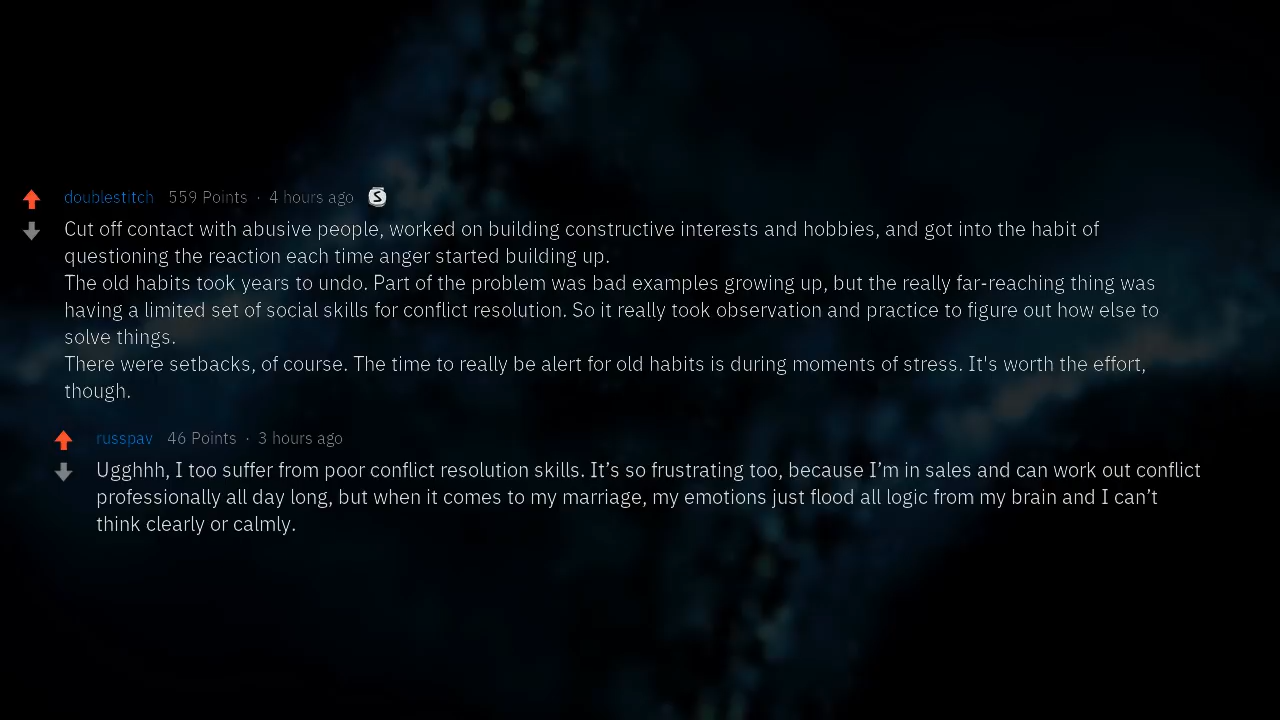 doublestitch 559 Points · 4 hours ago S
Cut off contact with abusive people, worked on building constructive interests and hobbies, and got into the habit of
questioning the reaction each time anger started building up.
The old habits took years to undo. Part of the problem was bad examples growing up, but the really far-reaching thing was
having a limited set of social skills for conflict resolution. So it really took observation and practice to figure out how else to
solve things.
There were setbacks, of course. The time to really be alert for old habits is during moments of stress. It's worth the effort,
though.
russpav 46 Points · 3 hours ago
Ugghhh, I too suffer from poor conflict resolution skills. It’s so frustrating too, because I’m in sales and can work out conflict
professionally all day long, but when it comes to my marriage, my emotions just flood all logic from my brain and I can’t
think clearly or calmly.